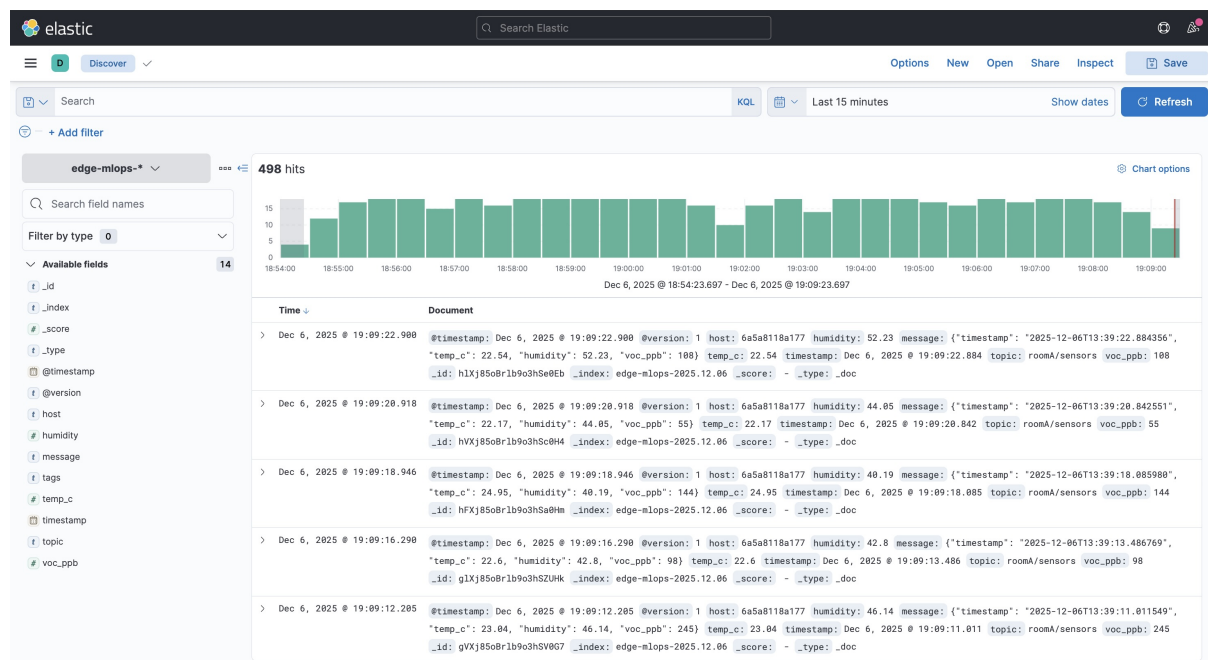 elastic
Search Elastic
D Discover
Options New Open Share Inspect Save
Search KQL Last 15 minutes Show dates Refresh
+ Add filter
edge-mlops-*
498 hits
Chart options
Search field names
Filter by type 0
Available fields 14
t _id
t _index
# _score
t _type
@timestamp
t @version
t host
# humidity
t message
t tags
# temp_c
timestamp
t topic
# voc_ppb
15
10
5
0
18:54:00 18:55:00 18:56:00 18:57:00 18:58:00 18:59:00 19:00:00 19:01:00 19:02:00 19:03:00 19:04:00 19:05:00 19:06:00 19:07:00 19:08:00 19:09:00
Dec 6, 2025 @ 18:54:23.697 - Dec 6, 2025 @ 19:09:23.697
Time Document
Dec 6, 2025 @ 19:09:22.900 @timestamp: Dec 6, 2025 @ 19:09:22.900 @version: 1 host: 6a5a8118a177 humidity: 52.23 message: {"timestamp": "2025-12-06T13:39:22.884356",
"temp_c": 22.54, "humidity": 52.23, "voc_ppb": 108} temp_c: 22.54 timestamp: Dec 6, 2025 @ 19:09:22.884 topic: roomA/sensors voc_ppb: 108
_id: hlXj85oBrlb9o3hSe0Eb _index: edge-mlops-2025.12.06 _score: - _type: _doc
Dec 6, 2025 @ 19:09:20.918 @timestamp: Dec 6, 2025 @ 19:09:20.918 @version: 1 host: 6a5a8118a177 humidity: 44.05 message: {"timestamp": "2025-12-06T13:39:20.842551",
"temp_c": 22.17, "humidity": 44.05, "voc_ppb": 55} temp_c: 22.17 timestamp: Dec 6, 2025 @ 19:09:20.842 topic: roomA/sensors voc_ppb: 55
_id: hVXj85oBrlb9o3hSc0H4 _index: edge-mlops-2025.12.06 _score: - _type: _doc
Dec 6, 2025 @ 19:09:18.946 @timestamp: Dec 6, 2025 @ 19:09:18.946 @version: 1 host: 6a5a8118a177 humidity: 40.19 message: {"timestamp": "2025-12-06T13:39:18.085980",
"temp_c": 24.95, "humidity": 40.19, "voc_ppb": 144} temp_c: 24.95 timestamp: Dec 6, 2025 @ 19:09:18.085 topic: roomA/sensors voc_ppb: 144
_id: hFXj85oBrlb9o3hSa0Hm _index: edge-mlops-2025.12.06 _score: - _type: _doc
Dec 6, 2025 @ 19:09:16.290 @timestamp: Dec 6, 2025 @ 19:09:16.290 @version: 1 host: 6a5a8118a177 humidity: 42.8 message: {"timestamp": "2025-12-06T13:39:13.486769",
"temp_c": 22.6, "humidity": 42.8, "voc_ppb": 98} temp_c: 22.6 timestamp: Dec 6, 2025 @ 19:09:13.486 topic: roomA/sensors voc_ppb: 98
_id: glXj85oBrlb9o3hSZUHk _index: edge-mlops-2025.12.06 _score: - _type: _doc
Dec 6, 2025 @ 19:09:12.205 @timestamp: Dec 6, 2025 @ 19:09:12.205 @version: 1 host: 6a5a8118a177 humidity: 46.14 message: {"timestamp": "2025-12-06T13:39:11.011549",
"temp_c": 23.04, "humidity": 46.14, "voc_ppb": 245} temp_c: 23.04 timestamp: Dec 6, 2025 @ 19:09:11.011 topic: roomA/sensors voc_ppb: 245
_id: gVXj85oBrlb9o3hSV0G7 _index: edge-mlops-2025.12.06 _score: - _type: _doc